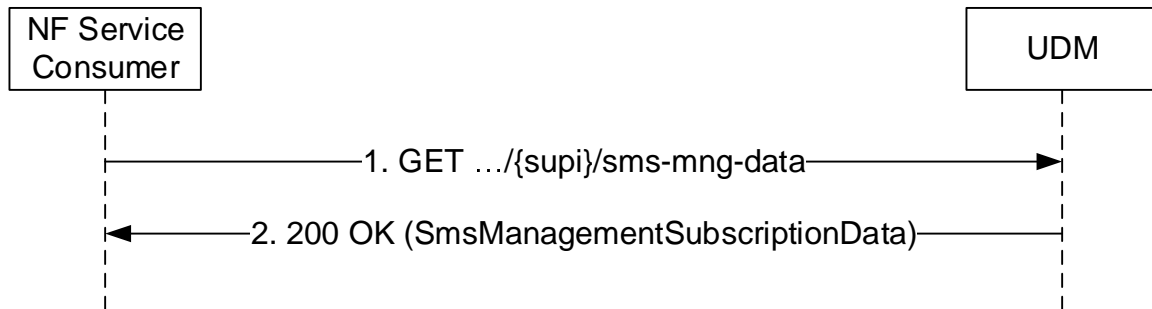 NF Service
Consumer
UDM
1. GET …/{supi}/sms-mng-data
2. 200 OK (SmsManagementSubscriptionData)